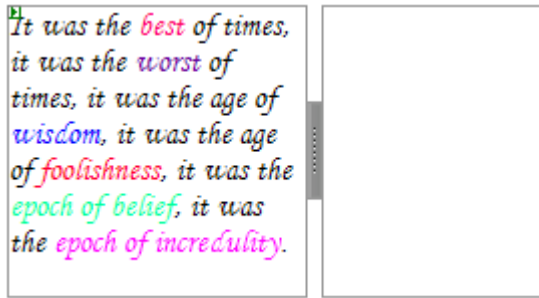 It was the best of times,
it was the worst of
times, it was the age of
wisdom, it was the age
of foolishness, it was the
epoch of belief, it was
the epoch of incredulity.